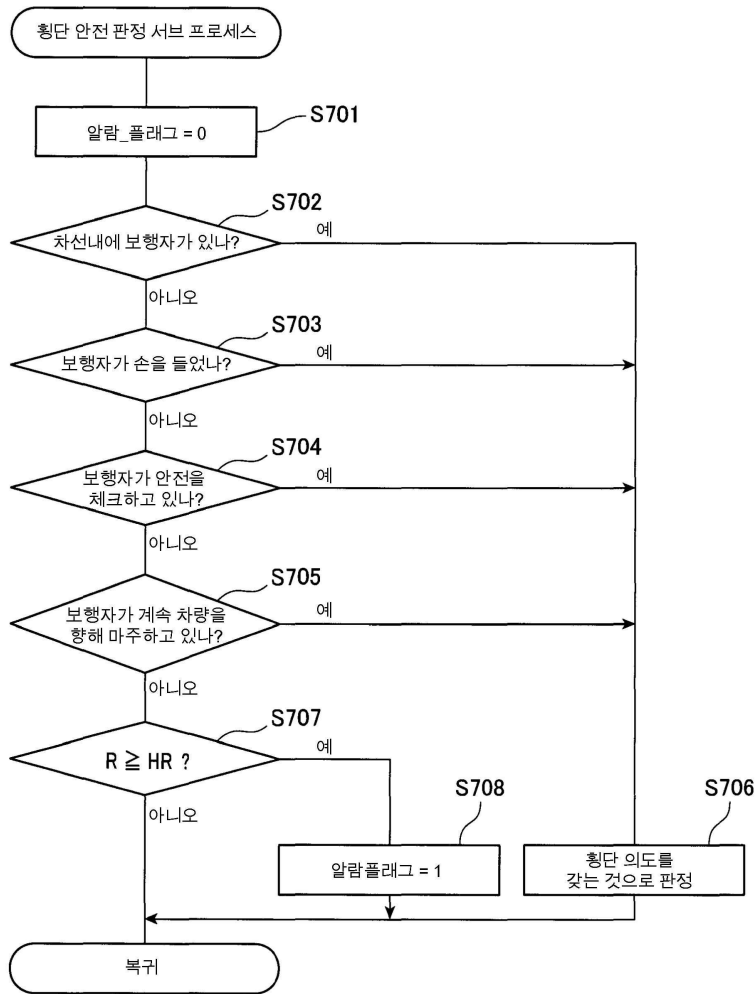 횡단 안전 판정 서브 프로세스
S701
알람_플래그 = 0
S702
차선내에 보행자가 있나?
예
아니오
S703
보행자가 손을 들었나?
예
아니오
S704
보행자가 안전을
체크하고 있나?
예
아니오
S705
보행자가 계속 차량을
향해 마주하고 있나?
예
아니오
S707
R ≧ HR ?
예
아니오
S708
알람플래그 = 1
S706
횡단 의도를
갖는 것으로 판정
복귀